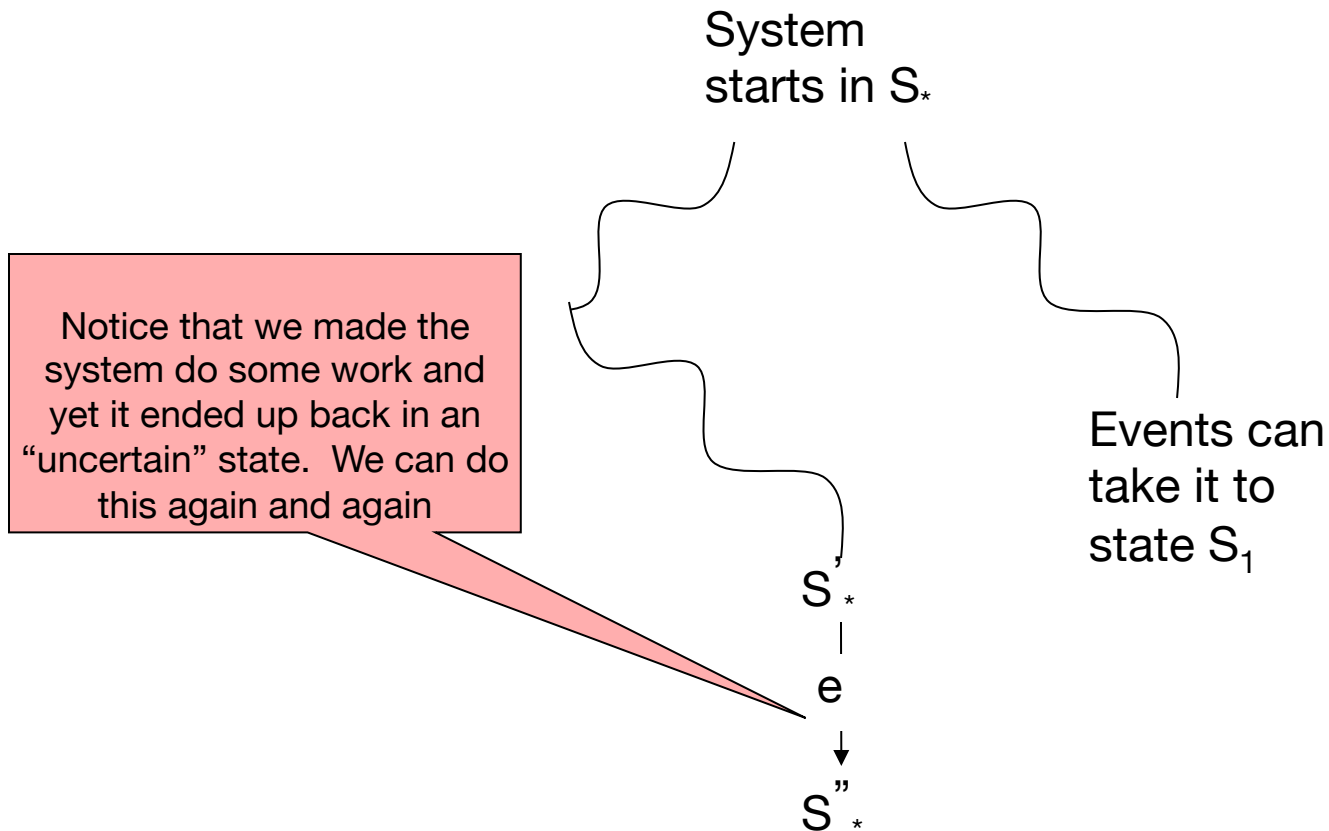 System
starts in S*
Notice that we made the
system do some work and
yet it ended up back in an
“uncertain” state. We can do
this again and again
Events can
take it to
state S₁
S’*
e
S”*